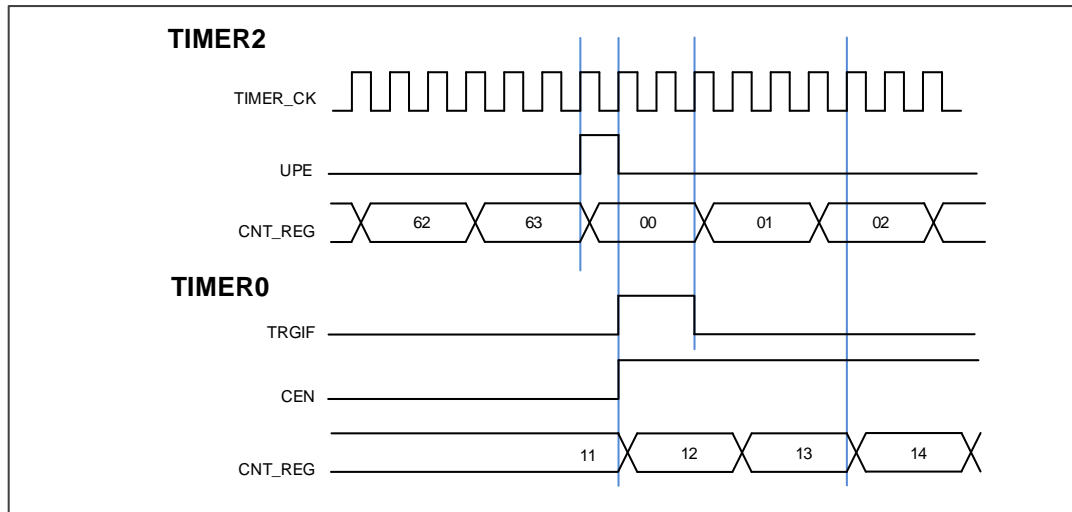 TIMER2
TIMER_CK
UPE
CNT_REG 62 63 00 01 02
TIMER0
TRGIF
CEN
CNT_REG 11 12 13 14